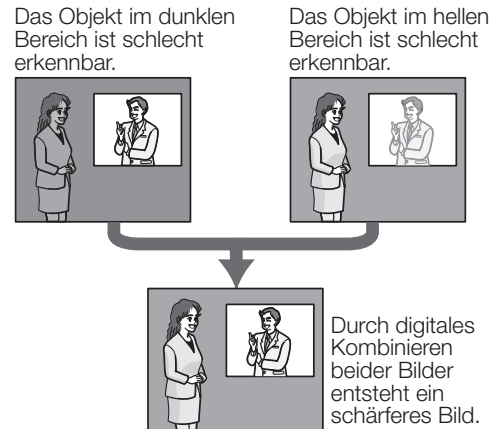 Das Objekt im dunklen
Bereich ist schlecht
erkennbar.
Das Objekt im hellen
Bereich ist schlecht
erkennbar.
Durch digitales
Kombinieren
beider Bilder
entsteht ein
schärferes Bild.